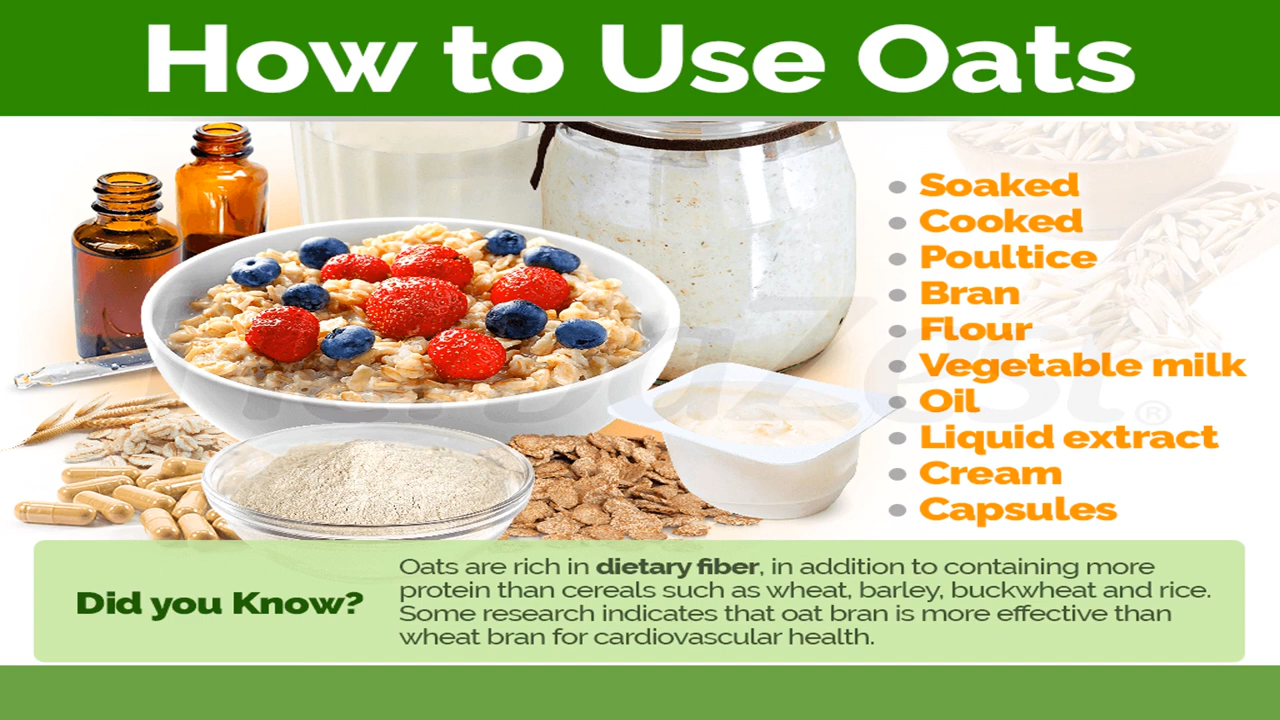 How to Use Oats
Soaked
Cooked
Poultice
Bran
Flour
Vegetable milk
Oil
Liquid extract
Cream
Capsules
HerbaZest®
Did you Know?
Oats are rich in dietary fiber, in addition to containing more
protein than cereals such as wheat, barley, buckwheat and rice.
Some research indicates that oat bran is more effective than
wheat bran for cardiovascular health.